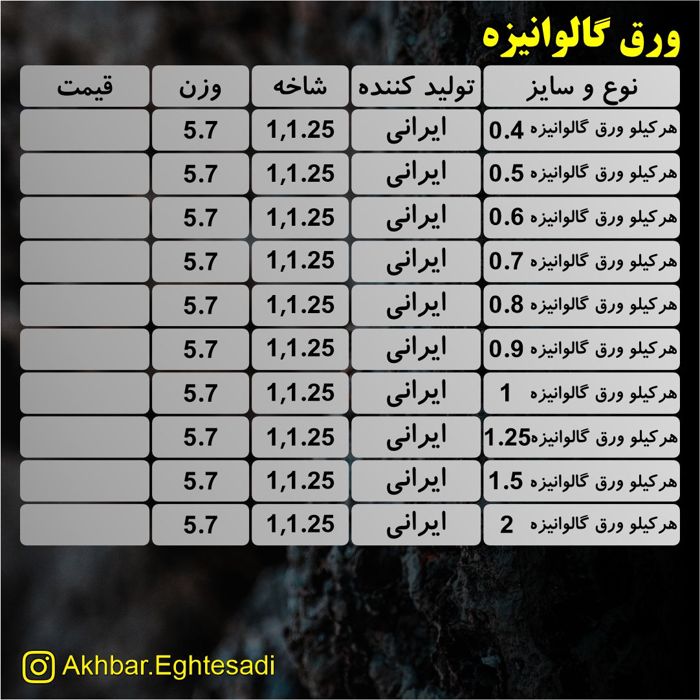 ورق گالوانیزه
نوع و سایز تولید کننده شاخه وزن قیمت
هرکیلو ورق گالوانیزه 0.4 ایرانی 1,1.25 5.7
هرکیلو ورق گالوانیزه 0.5 ایرانی 1,1.25 5.7
هرکیلو ورق گالوانیزه 0.6 ایرانی 1,1.25 5.7
هرکیلو ورق گالوانیزه 0.7 ایرانی 1,1.25 5.7
هرکیلو ورق گالوانیزه 0.8 ایرانی 1,1.25 5.7
هرکیلو ورق گالوانیزه 0.9 ایرانی 1,1.25 5.7
هرکیلو ورق گالوانیزه 1 ایرانی 1,1.25 5.7
هرکیلو ورق گالوانیزه 1.25 ایرانی 1,1.25 5.7
هرکیلو ورق گالوانیزه 1.5 ایرانی 1,1.25 5.7
هرکیلو ورق گالوانیزه 2 ایرانی 1,1.25 5.7
Akhbar.Eghtesadi